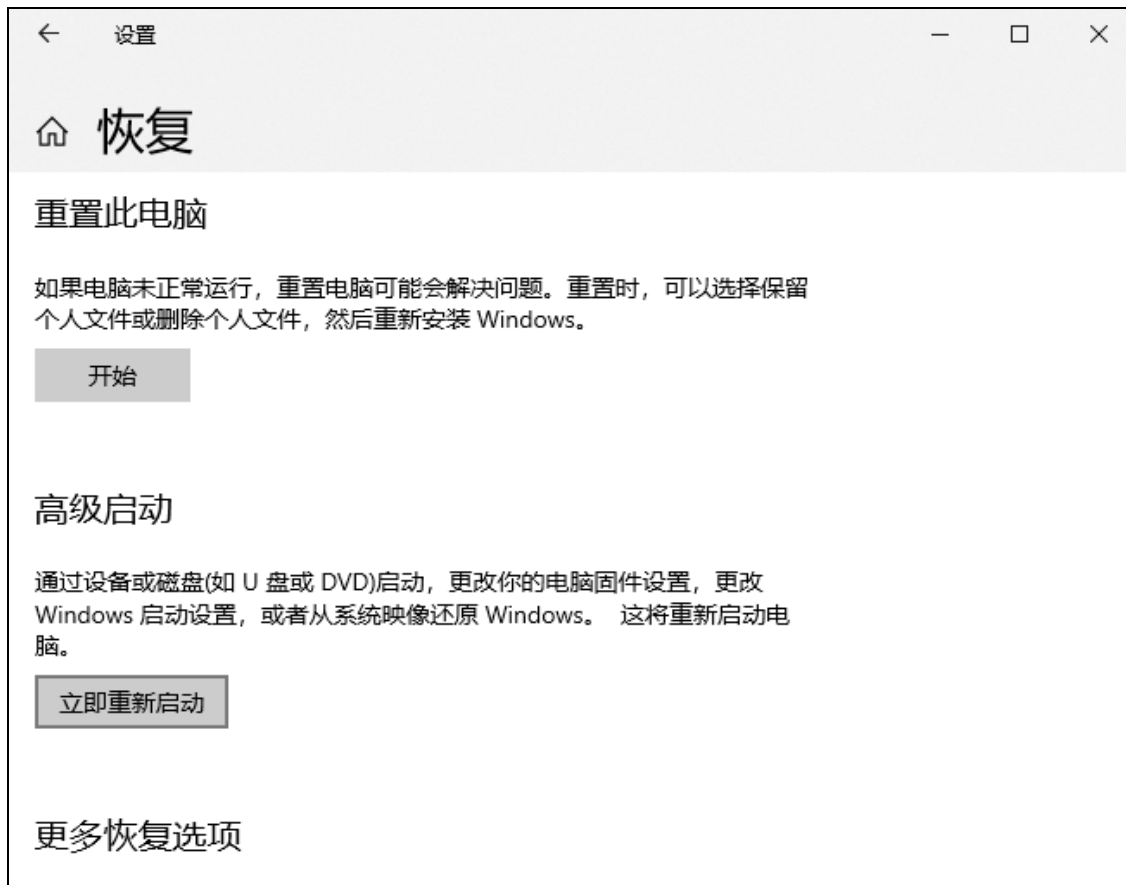 设置
恢复
重置此电脑
如果电脑未正常运行，重置电脑可能会解决问题。重置时，可以选择保留
个人文件或删除个人文件，然后重新安装 Windows。
开始
高级启动
通过设备或磁盘(如 U 盘或 DVD)启动，更改你的电脑固件设置，更改
Windows 启动设置，或者从系统映像还原 Windows。 这将重新启动电
脑。
立即重新启动
更多恢复选项